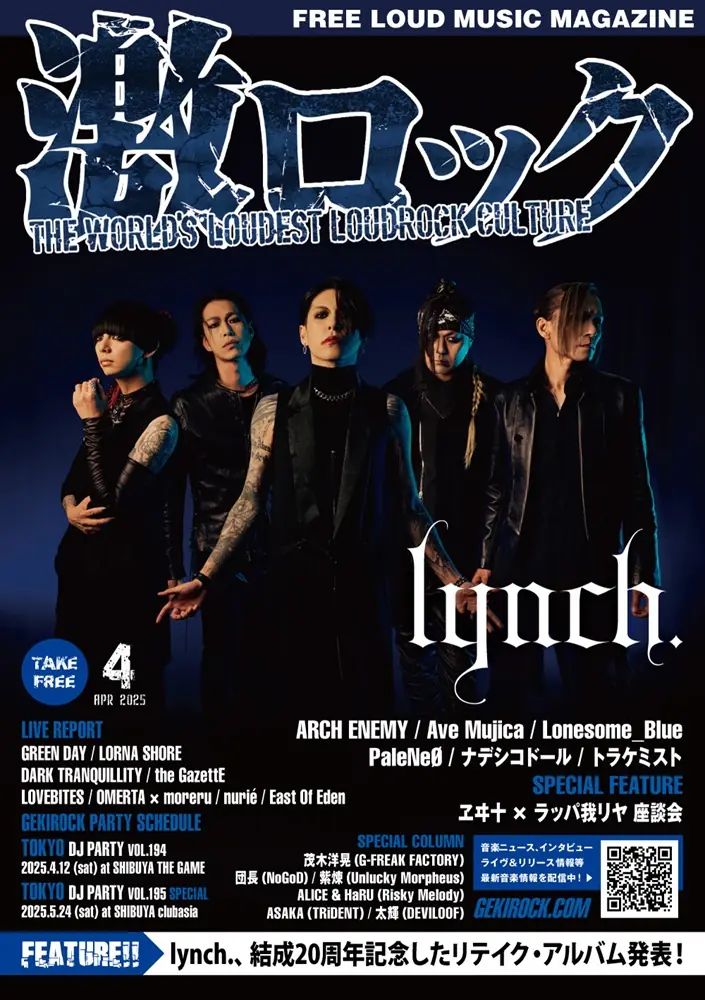 FREE LOUD MUSIC MAGAZINE
激ロック
THE WORLD'S LOUDEST LOUDROCK CULTURE
lynch.
TAKE FREE
4
APR 2025
LIVE REPORT
GREEN DAY / LORNA SHORE
DARK TRANQUILLITY / the GazettE
LOVEBITES / OMERTA × moreru / nurié / East Of Eden
GEKIROCK PARTY SCHEDULE
TOKYO DJ PARTY VOL.194
2025.4.12 (sat) at SHIBUYA THE GAME
TOKYO DJ PARTY VOL.195 SPECIAL
2025.5.24 (sat) at SHIBUYA clubasia
ARCH ENEMY / Ave Mujica / Lonesome_Blue
PaleNeØ / ナデシコドール / トラケミスト
SPECIAL FEATURE
ヱヰ十 × ラッパ我リヤ 座談会
SPECIAL COLUMN
茂木洋晃 (G-FREAK FACTORY)
団長 (NoGoD) / 紫煉 (Unlucky Morpheus)
ALICE & HaRU (Risky Melody)
ASAKA (TRiDENT) / 太輝 (DEVILOOF)
音楽ニュース、インタビュー
ライヴ&リリース情報等
最新音楽情報を配信中！▶
GEKIROCK.COM
FEATURE!!
lynch.、結成20周年記念したリテイク・アルバム発表！